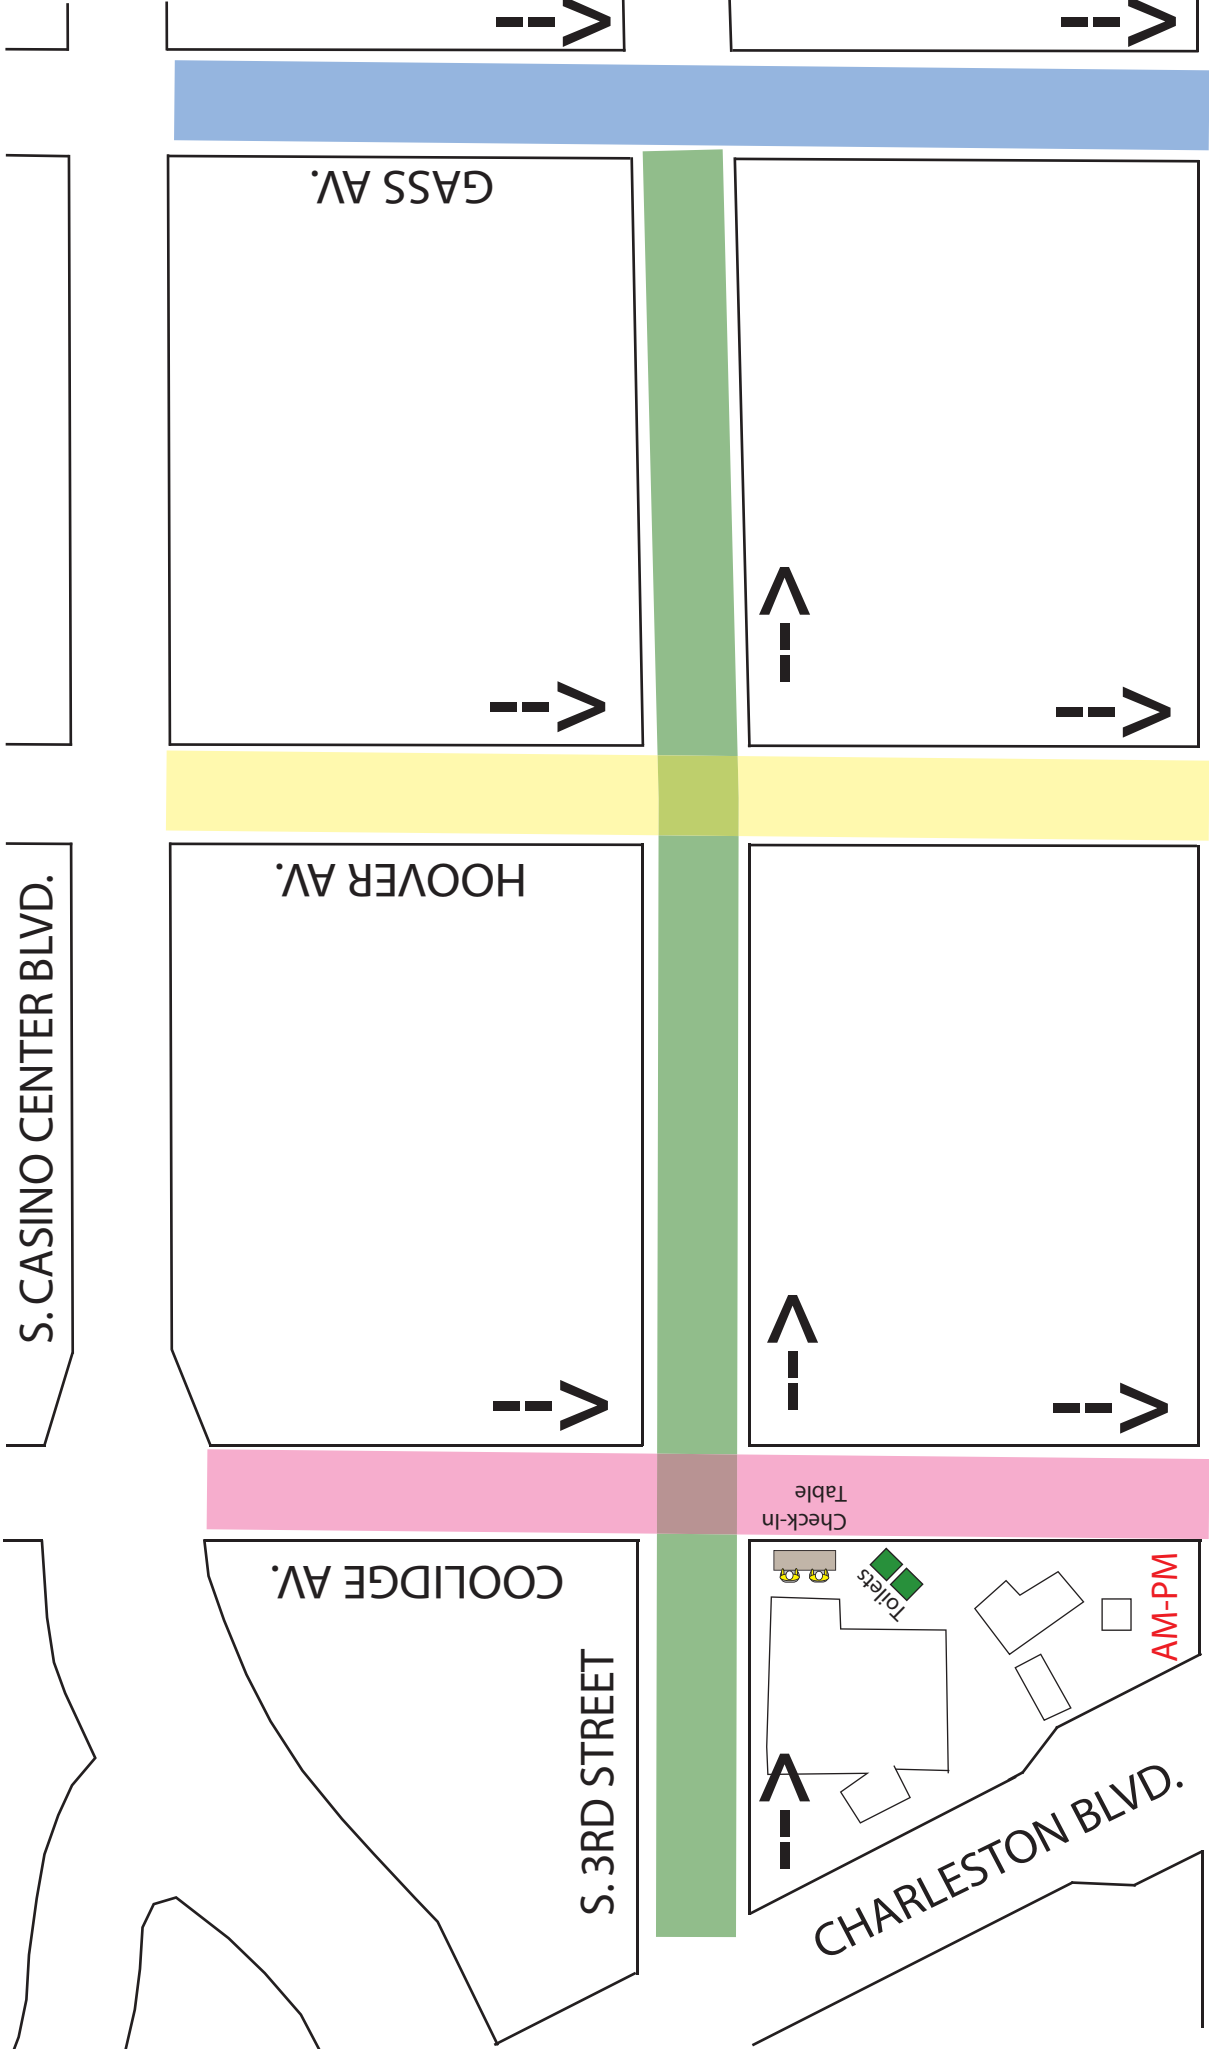 GASS AV.
HOOVER AV.
S. CASINO CENTER BLVD.
Check-In
Table
COOLIDGE AV.
Toilets
AM-PM
S. 3RD STREET
CHARLESTON BLVD.